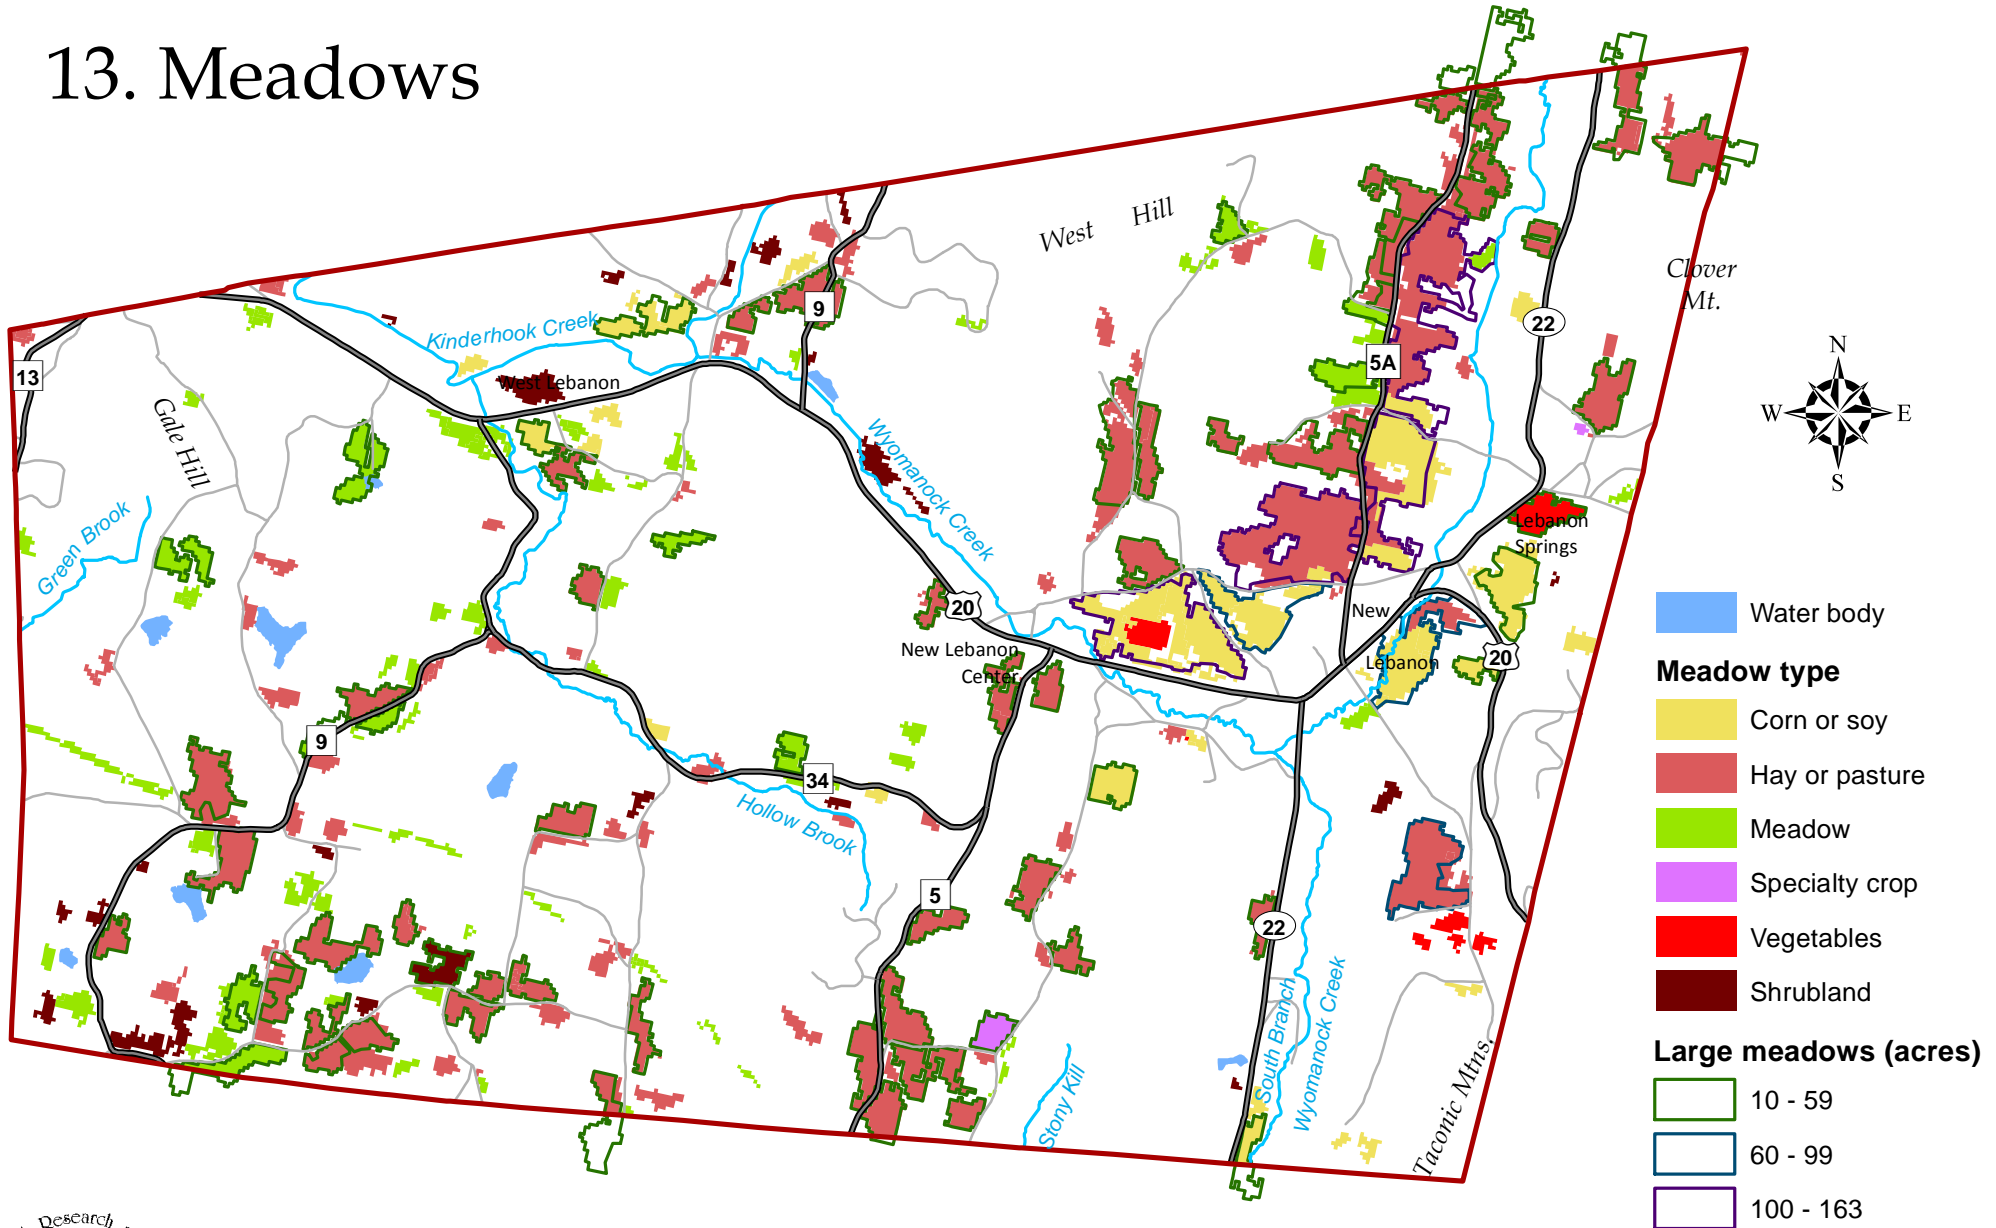 13. Meadows
West Hill
Clover
Mt.
9
22
Kinderhook Creek
5A
N
13
West Lebanon
W E
S
Gale Hill
Wyomanock Creek
Green Brook
Lebanon
Springs
20
New
Lebanon
20
New Lebanon
Center
9
34
Hollow Brook
5
22
South Branch
Wyomanock Creek
Stony Kill
Taconic Mtns.
Water body
Meadow type
Corn or soy
Hay or pasture
Meadow
Specialty crop
Vegetables
Shrubland
Large meadows (acres)
10 - 59
60 - 99
100 - 163
Research